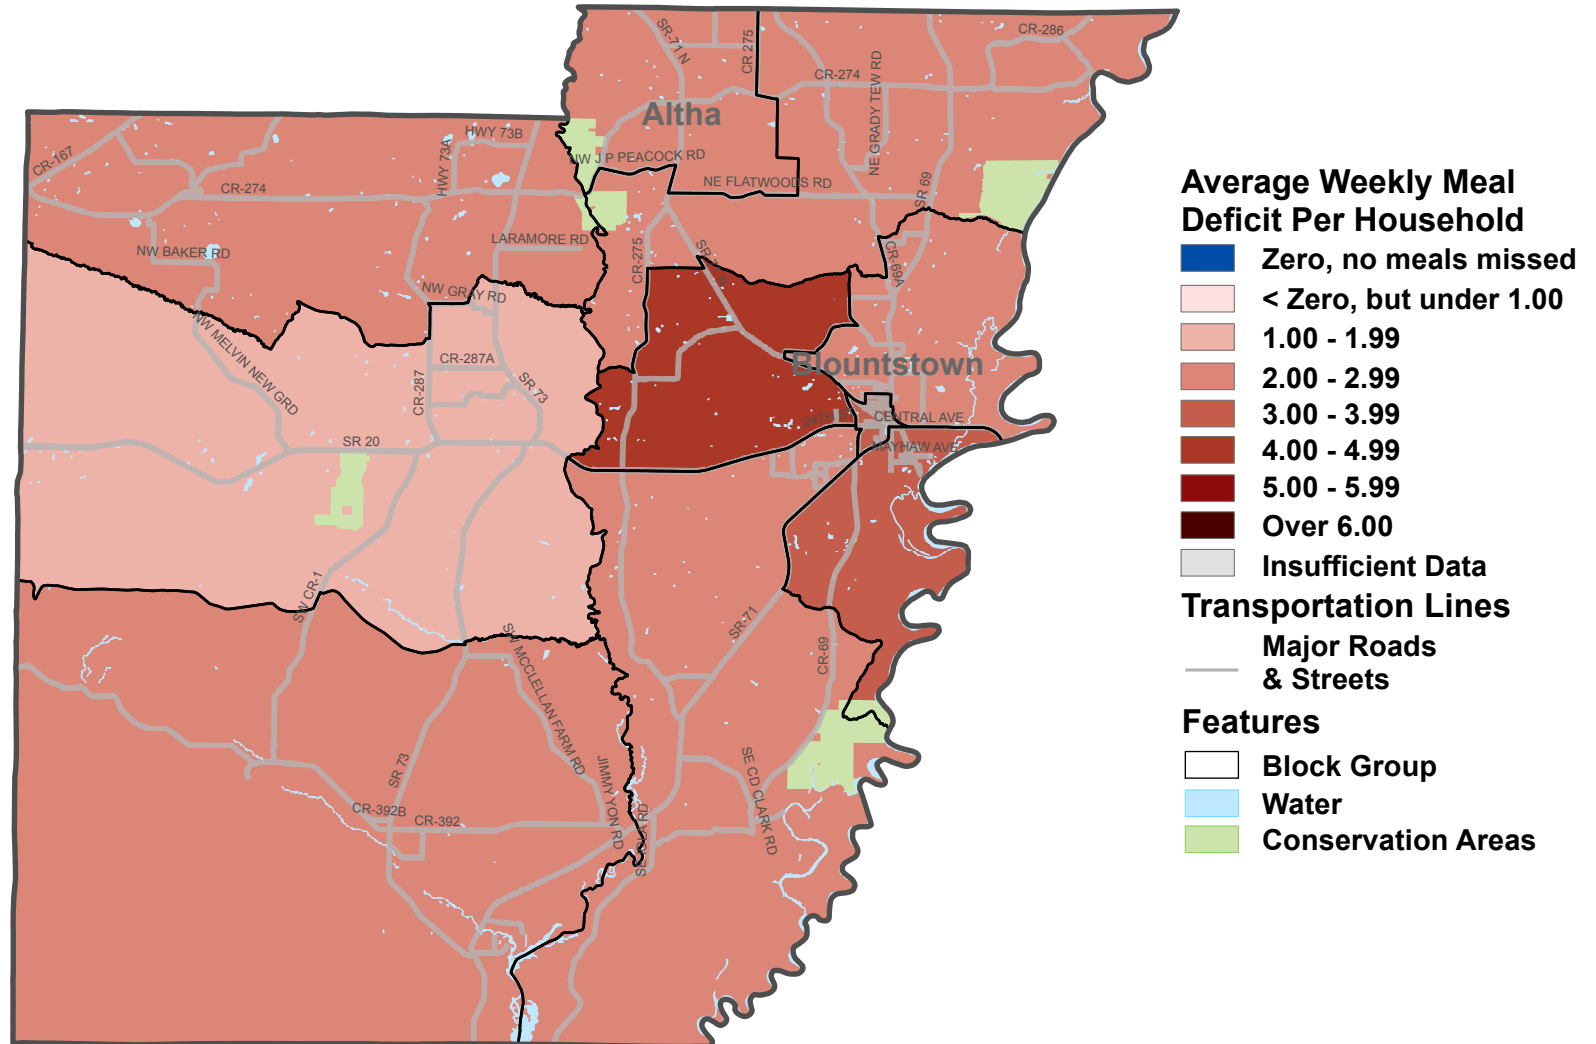 SR-71 N
CR 275
CR-286
CR-274
NE GRADY TEW RD
Altha
HWY 73B
CR-167
HWY 73A
NW J P PEACOCK RD
CR-274
NE FLATWOODS RD
SR 69
NW BAKER RD
LARAMORE RD
CR-275
CR-69A
NW GRAY RD
NW MELVIN NEW GRD
CR-287A
CR-287
SR 73
Blountstown
24TH ST
CENTRAL AVE
MAYHAW AVE
SR 20
SW CR-1
SR-71
CR-69
SW MCCLELLAN FARM RD
SR 73
JIMMY YON RD
SE CD CLARK RD
CR-392B
CR-392
Average Weekly Meal
Deficit Per Household
Zero, no meals missed
< Zero, but under 1.00
1.00 - 1.99
2.00 - 2.99
3.00 - 3.99
4.00 - 4.99
5.00 - 5.99
Over 6.00
Insufficient Data
Transportation Lines
Major Roads
& Streets
Features
Block Group
Water
Conservation Areas